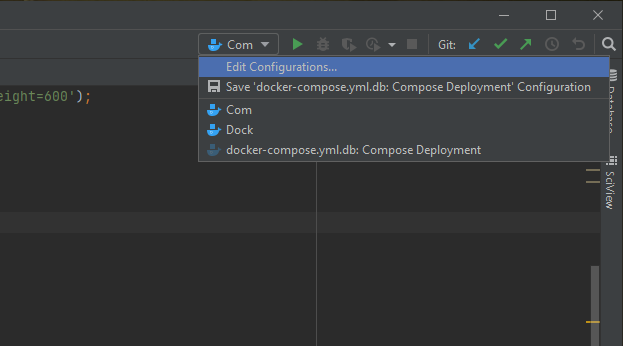 Com
Git:
Edit Configurations...
Save 'docker-compose.yml.db: Compose Deployment' Configuration
Com
Dock
docker-compose.yml.db: Compose Deployment
eight=600');
Database
SciView